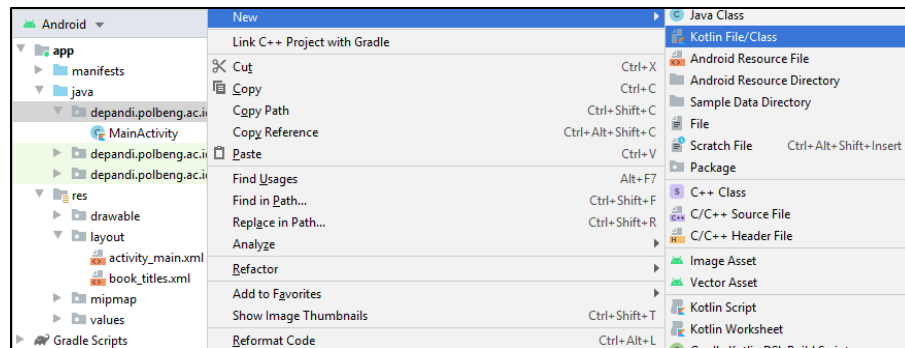 Android
app
manifests
java
depandi.polbeng.ac.i
MainActivity
depandi.polbeng.ac.i
depandi.polbeng.ac.i
res
drawable
layout
activity_main.xml
book_titles.xml
mipmap
values
Gradle Scripts
New
Link C++ Project with Gradle
Cut Ctrl+X
Copy Ctrl+C
Copy Path Ctrl+Shift+C
Copy Reference Ctrl+Alt+Shift+C
Paste Ctrl+V
Find Usages Alt+F7
Find in Path... Ctrl+Shift+F
Replace in Path... Ctrl+Shift+R
Analyze
Refactor
Add to Favorites
Show Image Thumbnails Ctrl+Shift+T
Reformat Code Ctrl+Alt+L
Java Class
Kotlin File/Class
Android Resource File
Android Resource Directory
Sample Data Directory
File
Scratch File Ctrl+Alt+Shift+Insert
Package
C++ Class
C/C++ Source File
C/C++ Header File
Image Asset
Vector Asset
Kotlin Script
Kotlin Worksheet